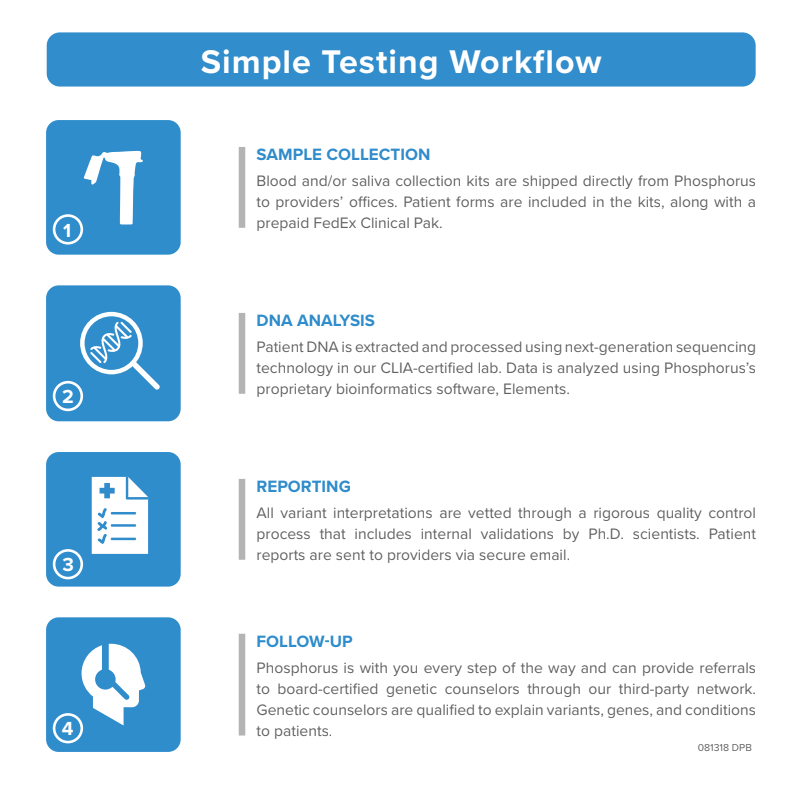 Simple Testing Workflow
1
SAMPLE COLLECTION
Blood and/or saliva collection kits are shipped directly from Phosphorus
to providers’ offices. Patient forms are included in the kits, along with a
prepaid FedEx Clinical Pak.
2
DNA ANALYSIS
Patient DNA is extracted and processed using next-generation sequencing
technology in our CLIA-certified lab. Data is analyzed using Phosphorus’s
proprietary bioinformatics software, Elements.
3
REPORTING
All variant interpretations are vetted through a rigorous quality control
process that includes internal validations by Ph.D. scientists. Patient
reports are sent to providers via secure email.
4
FOLLOW-UP
Phosphorus is with you every step of the way and can provide referrals
to board-certified genetic counselors through our third-party network.
Genetic counselors are qualified to explain variants, genes, and conditions
to patients.
081318 DPB